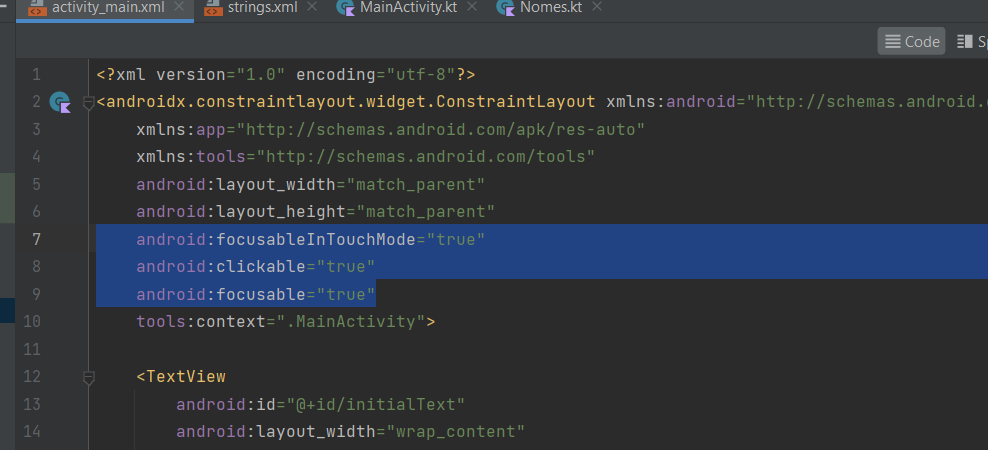 activity_main.xml strings.xml MainActivity.kt Nomes.kt
Code
1 <?xml version="1.0" encoding="utf-8"?>
2 <androidx.constraintlayout.widget.ConstraintLayout xmlns:android="http://schemas.android.
3 xmlns:app="http://schemas.android.com/apk/res-auto"
4 xmlns:tools="http://schemas.android.com/tools"
5 android:layout_width="match_parent"
6 android:layout_height="match_parent"
7 android:focusableInTouchMode="true"
8 android:clickable="true"
9 android:focusable="true"
10 tools:context=".MainActivity">
11
12 <TextView
13 android:id="@+id/initialText"
14 android:layout_width="wrap_content"